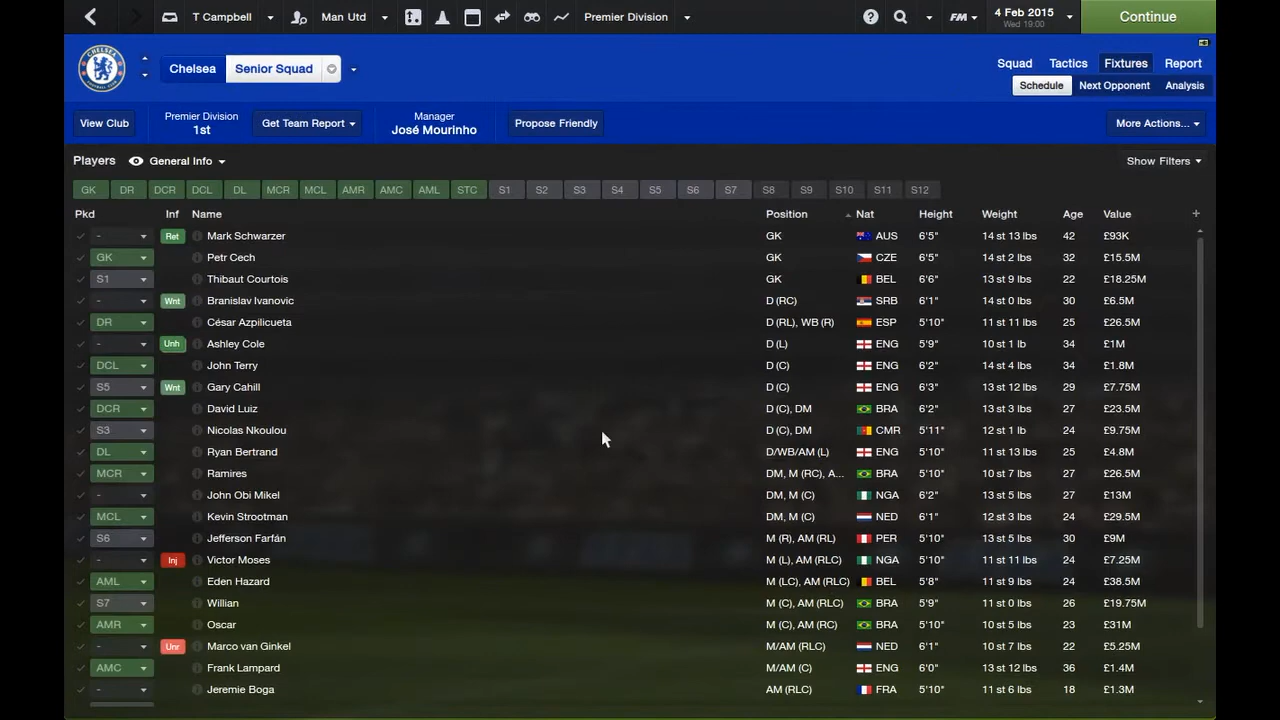 T Campbell Man Utd Premier Division FM 4 Feb 2015 Wed 19:00 Continue
CHELSEA
Chelsea Senior Squad Squad Tactics Fixtures Report
Schedule Next Opponent Analysis
View Club Premier Division 1st Get Team Report Manager José Mourinho Propose Friendly More Actions...
Players General Info Show Filters
GK DR DCR DCL DL MCR MCL AMR AMC AML STC S1 S2 S3 S4 S5 S6 S7 S8 S9 S10 S11 S12
Pkd Inf Name Position Nat Height Weight Age Value +
- Ret Mark Schwarzer GK AUS 6'5" 14 st 13 lbs 42 £93K
GK Petr Cech GK CZE 6'5" 14 st 2 lbs 32 £15.5M
S1 Thibaut Courtois GK BEL 6'6" 13 st 9 lbs 22 £18.25M
- Wnt Branislav Ivanovic D (RC) SRB 6'1" 14 st 0 lbs 30 £6.5M
DR César Azpilicueta D (RL), WB (R) ESP 5'10" 11 st 11 lbs 25 £26.5M
- Unh Ashley Cole D (L) ENG 5'9" 10 st 1 lb 34 £1M
DCL John Terry D (C) ENG 6'2" 14 st 4 lbs 34 £1.8M
S5 Wnt Gary Cahill D (C) ENG 6'3" 13 st 12 lbs 29 £7.75M
DCR David Luiz D (C), DM BRA 6'2" 13 st 3 lbs 27 £23.5M
S3 Nicolas Nkoulou D (C), DM CMR 5'11" 12 st 1 lb 24 £9.75M
DL Ryan Bertrand D/WB/AM (L) ENG 5'10" 11 st 13 lbs 25 £4.8M
MCR Ramires DM, M (RC), A... BRA 5'10" 10 st 7 lbs 27 £26.5M
- John Obi Mikel DM, M (C) NGA 6'2" 13 st 5 lbs 27 £13M
MCL Kevin Strootman DM, M (C) NED 6'1" 12 st 3 lbs 24 £29.5M
S6 Jefferson Farfán M (R), AM (RL) PER 5'10" 13 st 5 lbs 30 £9M
- Inj Victor Moses M (L), AM (RLC) NGA 5'10" 11 st 11 lbs 24 £7.25M
AML Eden Hazard M (LC), AM (RLC) BEL 5'8" 11 st 9 lbs 24 £38.5M
S7 Willian M (C), AM (RLC) BRA 5'9" 11 st 0 lbs 26 £19.75M
AMR Oscar M (C), AM (RC) BRA 5'10" 10 st 5 lbs 23 £31M
- Unr Marco van Ginkel M/AM (RLC) NED 6'1" 10 st 7 lbs 22 £5.25M
AMC Frank Lampard M/AM (C) ENG 6'0" 13 st 12 lbs 36 £1.4M
- Jeremie Boga AM (RLC) FRA 5'10" 11 st 6 lbs 18 £1.3M